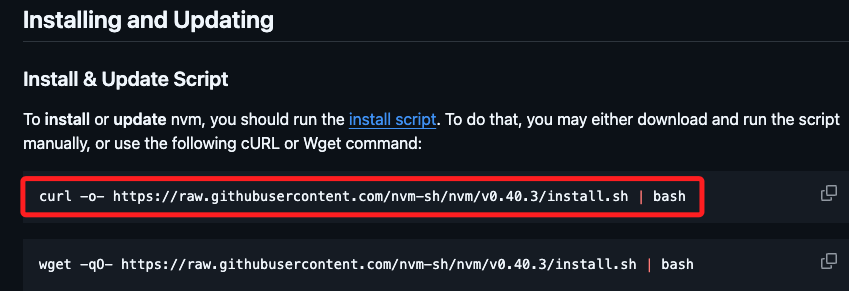 Installing and Updating
Install & Update Script
To install or update nvm, you should run the install script. To do that, you may either download and run the script
manually, or use the following cURL or Wget command:
curl -o- https://raw.githubusercontent.com/nvm-sh/nvm/v0.40.3/install.sh | bash
wget -qO- https://raw.githubusercontent.com/nvm-sh/nvm/v0.40.3/install.sh | bash